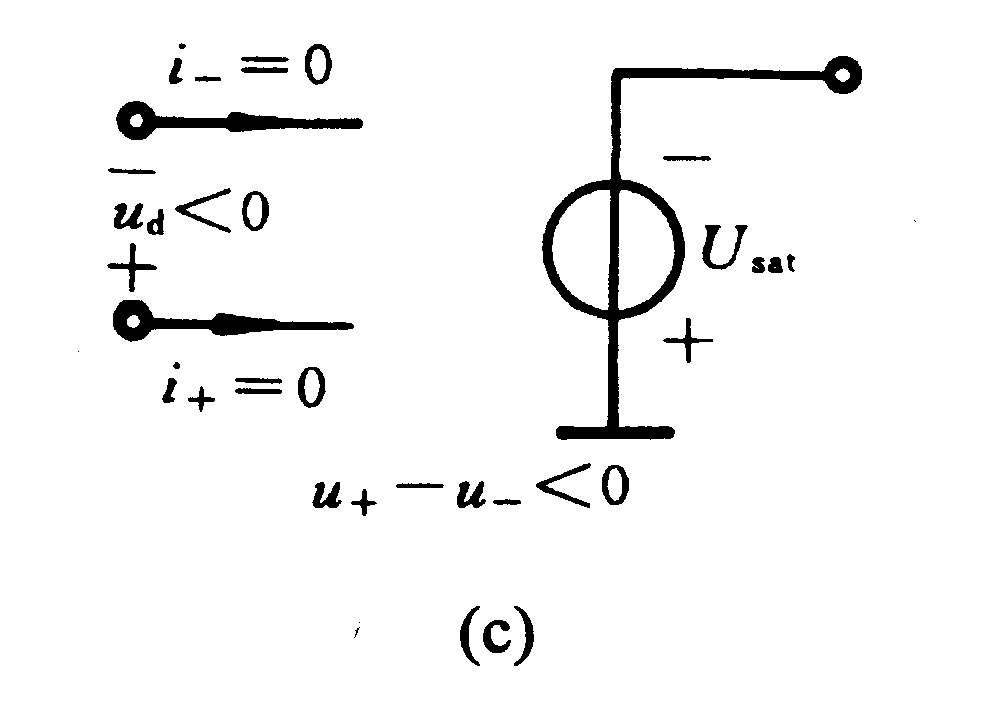 i₋ = 0
−
u_d < 0
+
i₊ = 0
−
U_sat
+
u₊ − u₋ < 0
(c)